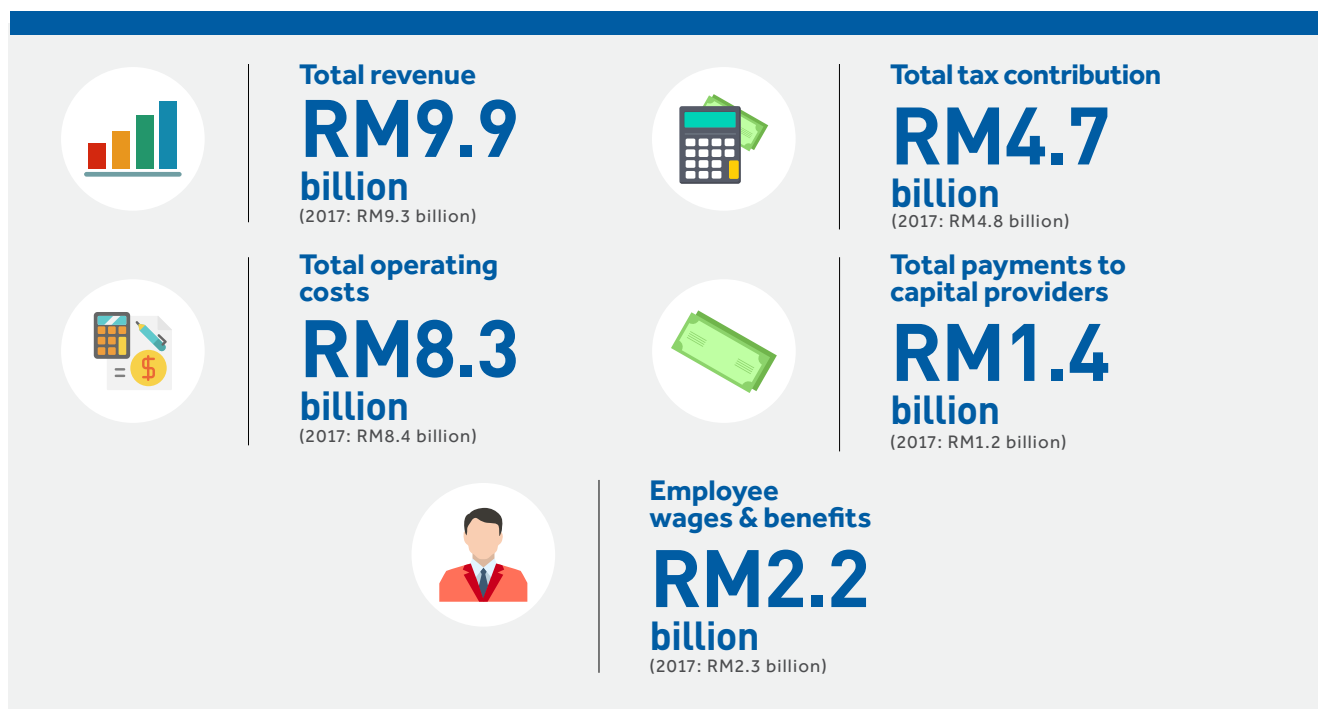 Total revenue
RM9.9
billion
(2017: RM9.3 billion)
Total tax contribution
RM4.7
billion
(2017: RM4.8 billion)
Total operating
costs
RM8.3
billion
(2017: RM8.4 billion)
= $
Total payments to
capital providers
RM1.4
billion
(2017: RM1.2 billion)
Employee
wages & benefits
RM2.2
billion
(2017: RM2.3 billion)